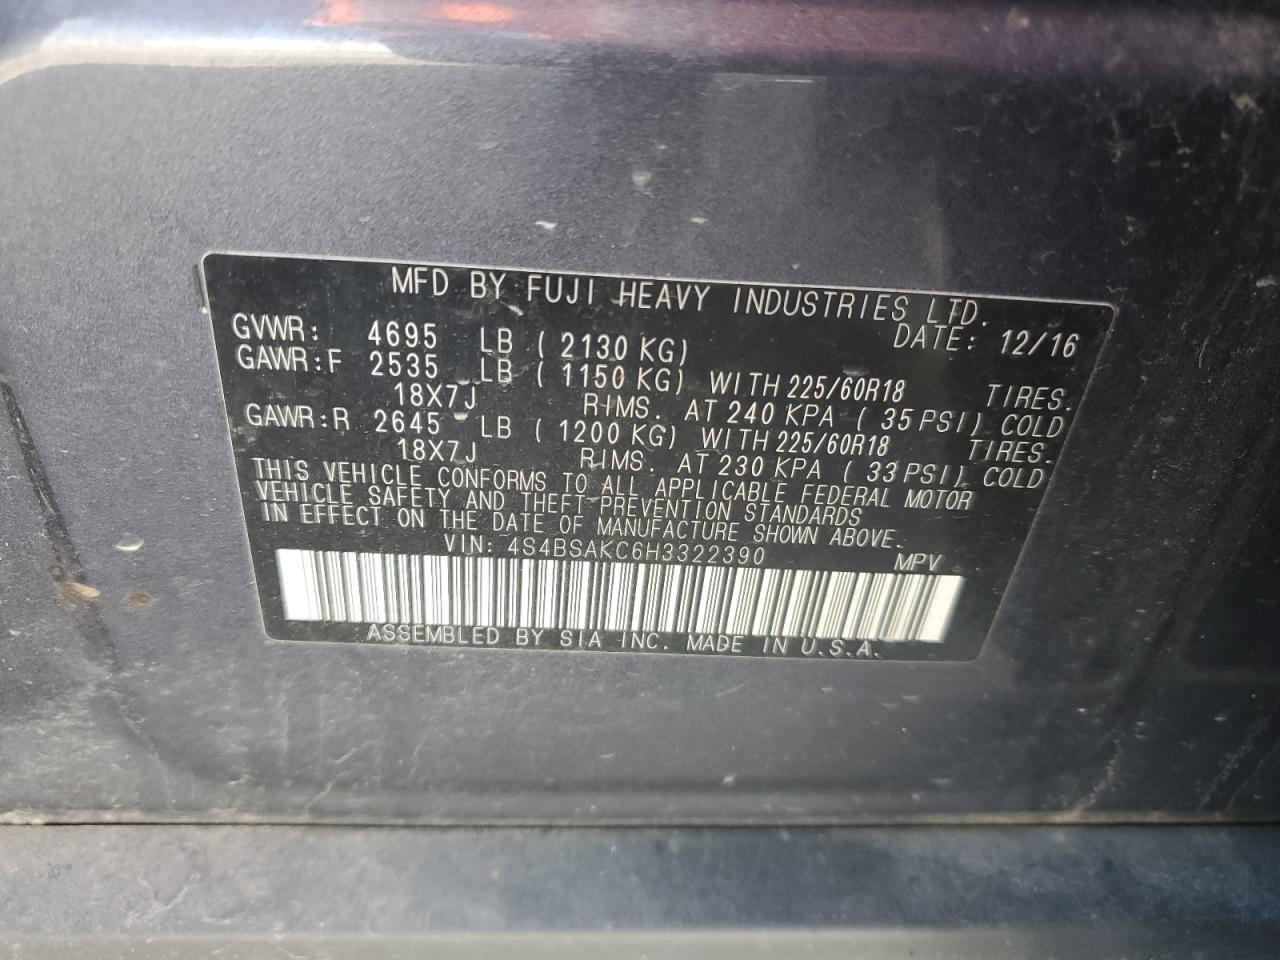 MFD BY FUJI HEAVY INDUSTRIES LTD.
DATE: 12/16
GVWR: 4695 LB ( 2130 KG)
GAWR:F 2535 LB ( 1150 KG) WITH 225/60R18 TIRES.
18X7J RIMS. AT 240 KPA ( 35 PSI) COLD
GAWR:R 2645 LB ( 1200 KG) WITH 225/60R18 TIRES.
18X7J RIMS. AT 230 KPA ( 33 PSI) COLD
THIS VEHICLE CONFORMS TO ALL APPLICABLE FEDERAL MOTOR
VEHICLE SAFETY AND THEFT PREVENTION STANDARDS
IN EFFECT ON THE DATE OF MANUFACTURE SHOWN ABOVE.
VIN: 4S4BSAKC6H3322390 MPV
ASSEMBLED BY SIA INC. MADE IN U.S.A.